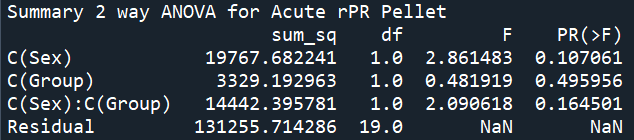 Summary 2 way ANOVA for Acute rPR Pellet
sum_sq df F PR(>F)
C(Sex) 19767.682241 1.0 2.861483 0.107061
C(Group) 3329.192963 1.0 0.481919 0.495956
C(Sex):C(Group) 14442.395781 1.0 2.090618 0.164501
Residual 131255.714286 19.0 NaN NaN